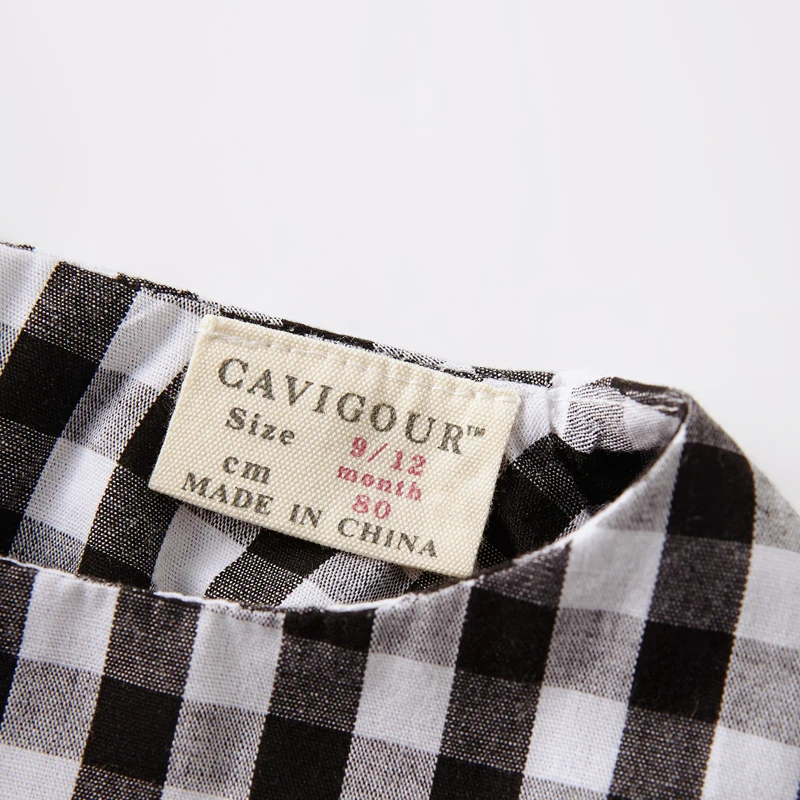 CAVIGOUR™
Size 9/12
month
cm 80
MADE IN CHINA